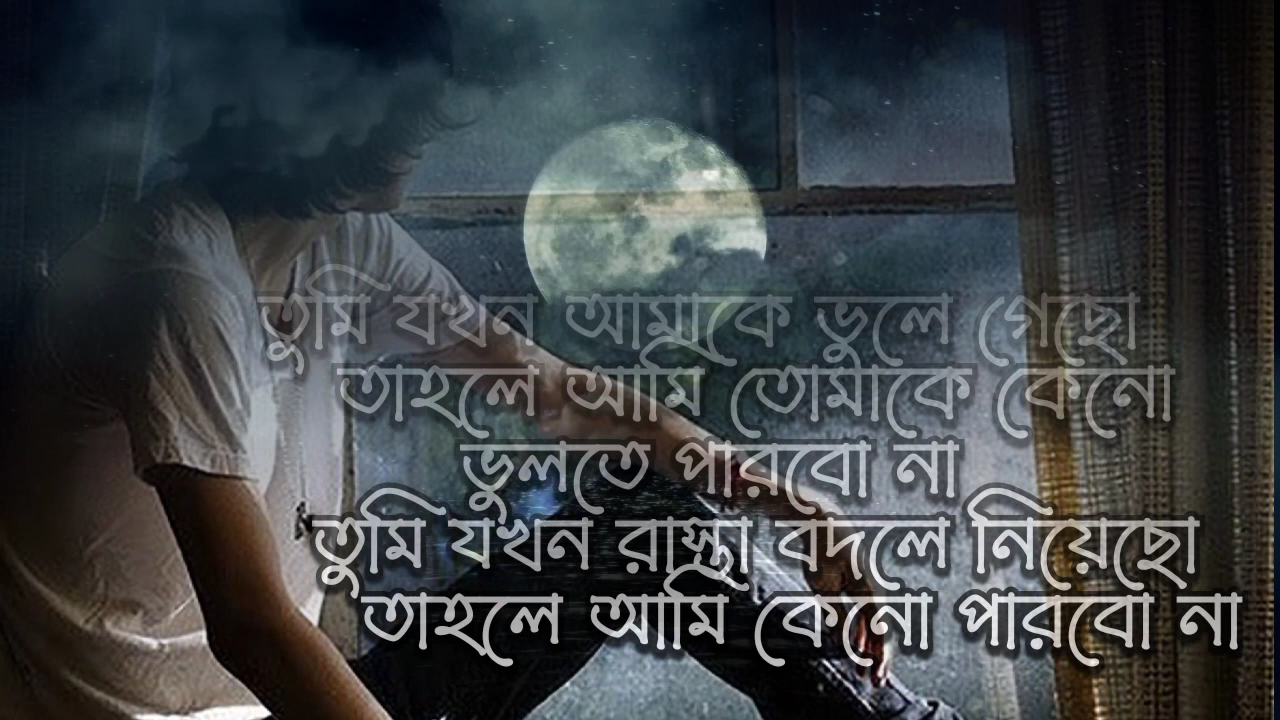 তুমি যখন আমাকে ভুলে গেছো
তাহলে আমি তোমাকে কেনো
ভুলতে পারবো না
তুমি যখন রাস্তা বদলে নিয়েছো
তাহলে আমি কেনো পারবো না